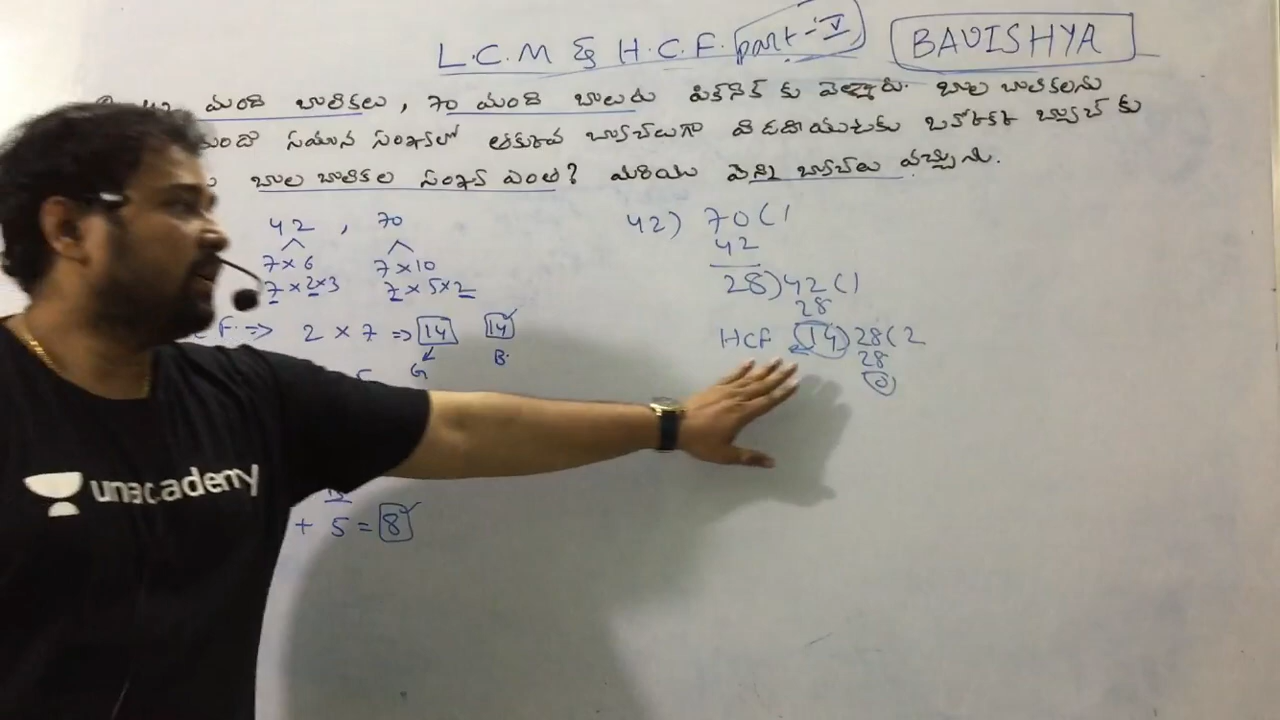 L.C.M & H.C.F. part-V BAVISHYA
42 మంది బాలికలు, 70 మంది బాలురు పిక్‌నిక్ కు వెళ్ళారు. బాల బాలికలను
సమాన సంఖ్యలో తక్కువ బ్యాచ్‌లుగా విడదీయుటకు ఒకొక్క బ్యాచ్ కు
బాల బాలికల సంఖ్య ఎంత? మరియు ఎన్ని బ్యాచ్‌లు వచ్చును.
42 , 70
7×6 7×10
7×2×3 7×5×2
F. => 2 × 7 => 14 14
G B.
+ 5 = 8
42) 70 (1
42
28) 42 (1
28
HCF 14) 28 (2
28
0
unacademy